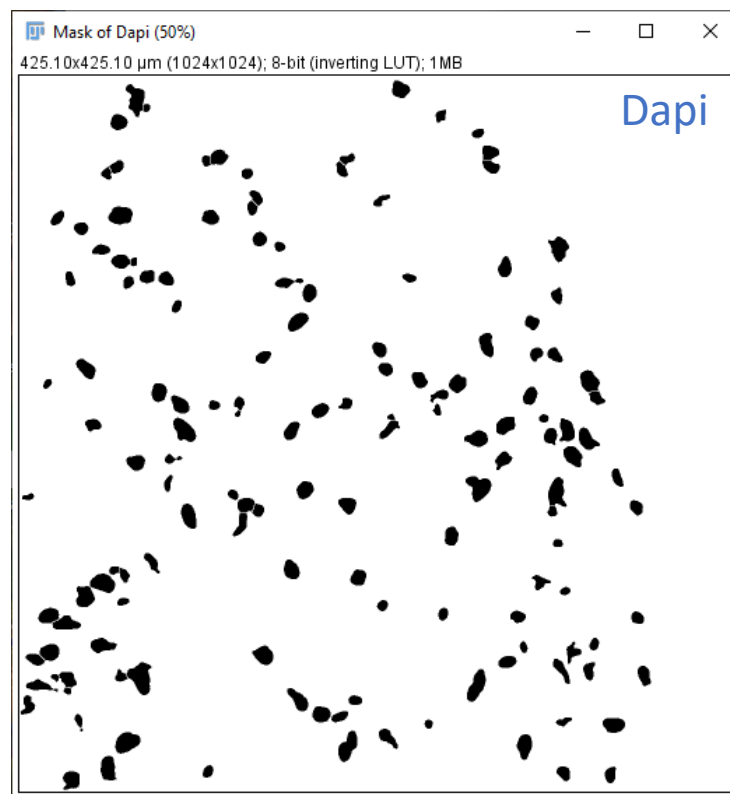 Mask of Dapi (50%)
425.10x425.10 µm (1024x1024); 8-bit (inverting LUT); 1MB
Dapi